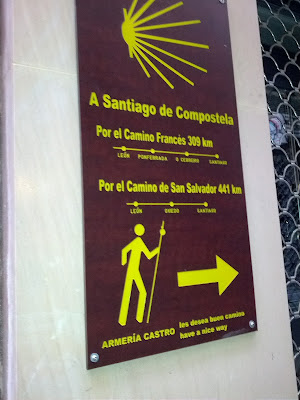 A Santiago de Compostela
Por el Camino Francés 309 km
LEÓN PONFERRADA O CEBREIRO SANTIAGO
Por el Camino de San Salvador 441 km
LEÓN OVIEDO SANTIAGO
ARMERÍA CASTRO les desea buen camino
have a nice way